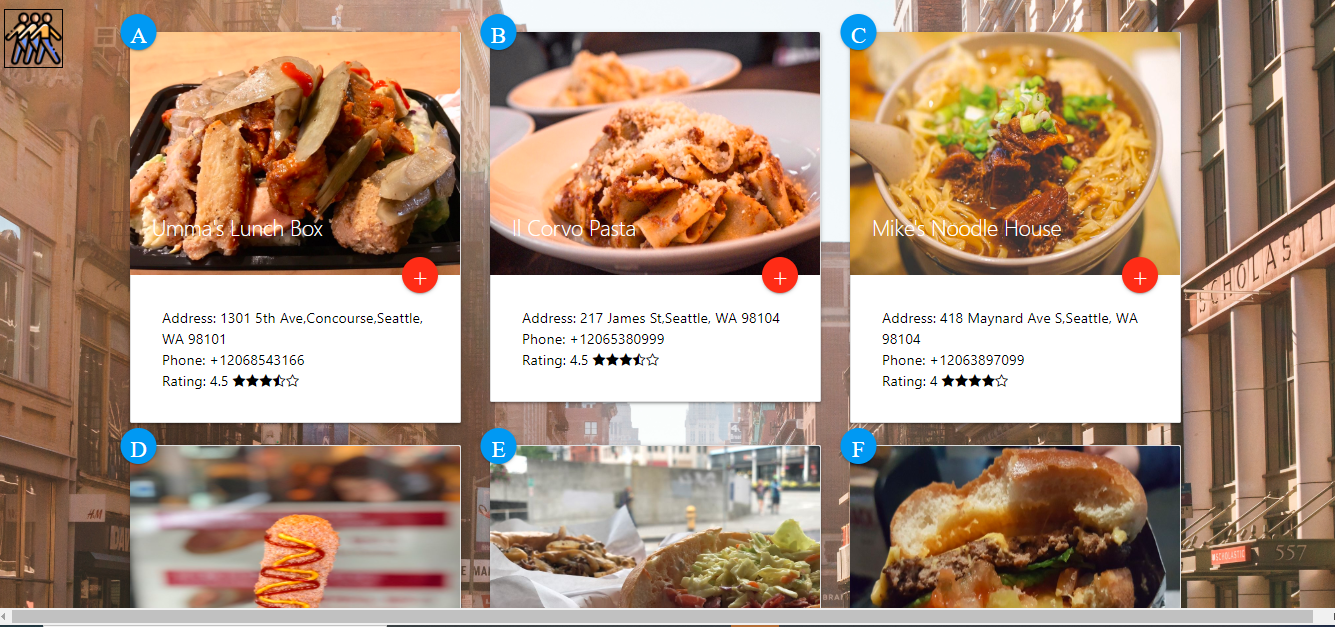 A
B
C
Umma's Lunch Box
Il Corvo Pasta
Mike's Noodle House
+
+
+
Address: 1301 5th Ave,Concourse,Seattle,
WA 98101
Phone: +12068543166
Rating: 4.5
Address: 217 James St,Seattle, WA 98104
Phone: +12065380999
Rating: 4.5
Address: 418 Maynard Ave S,Seattle, WA
98104
Phone: +12063897099
Rating: 4
D
E
F
H&M
SCHOLASTI
SCHOLASTIC
557